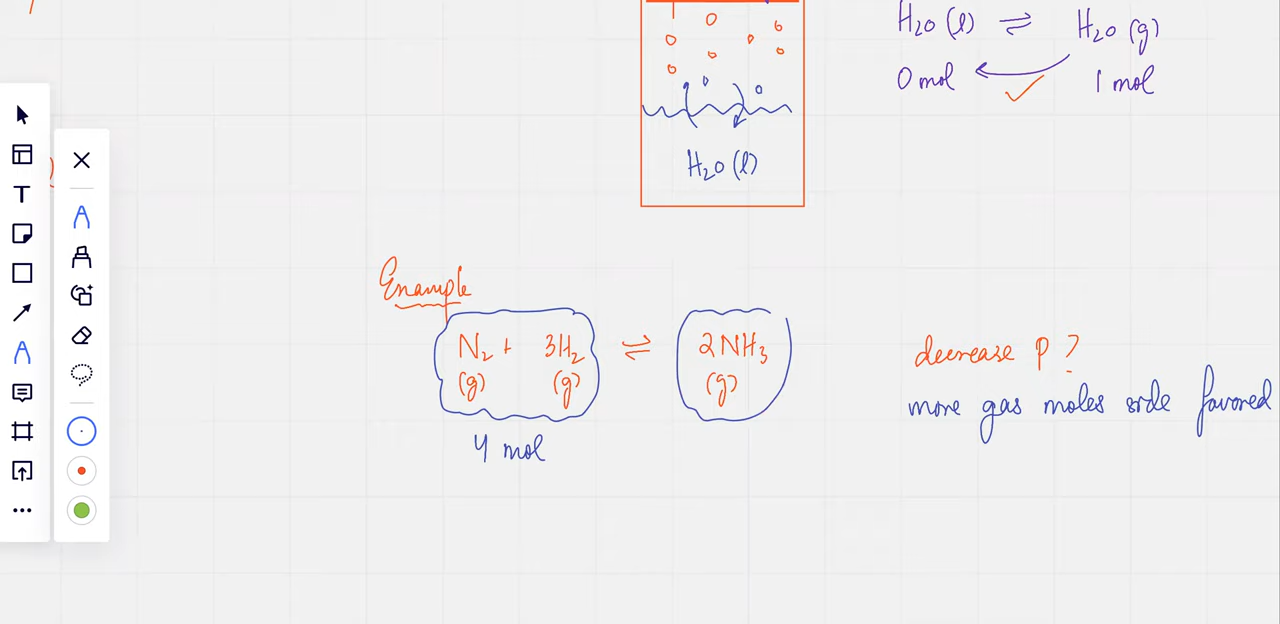 H₂O (l) ⇌ H₂O (g)
0 mol 1 mol
H₂O (l)
Example
N₂ + 3H₂ ⇌ 2NH₃
(g) (g) (g)
4 mol
decrease P ?
more gas moles side favored
T